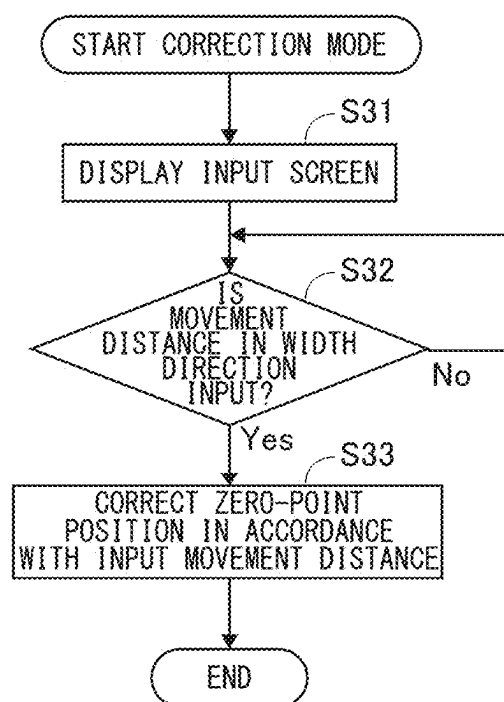 START CORRECTION MODE
S31
DISPLAY INPUT SCREEN
S32
IS
MOVEMENT
DISTANCE IN WIDTH
DIRECTION
INPUT?
No
Yes
S33
CORRECT ZERO-POINT
POSITION IN ACCORDANCE
WITH INPUT MOVEMENT DISTANCE
END